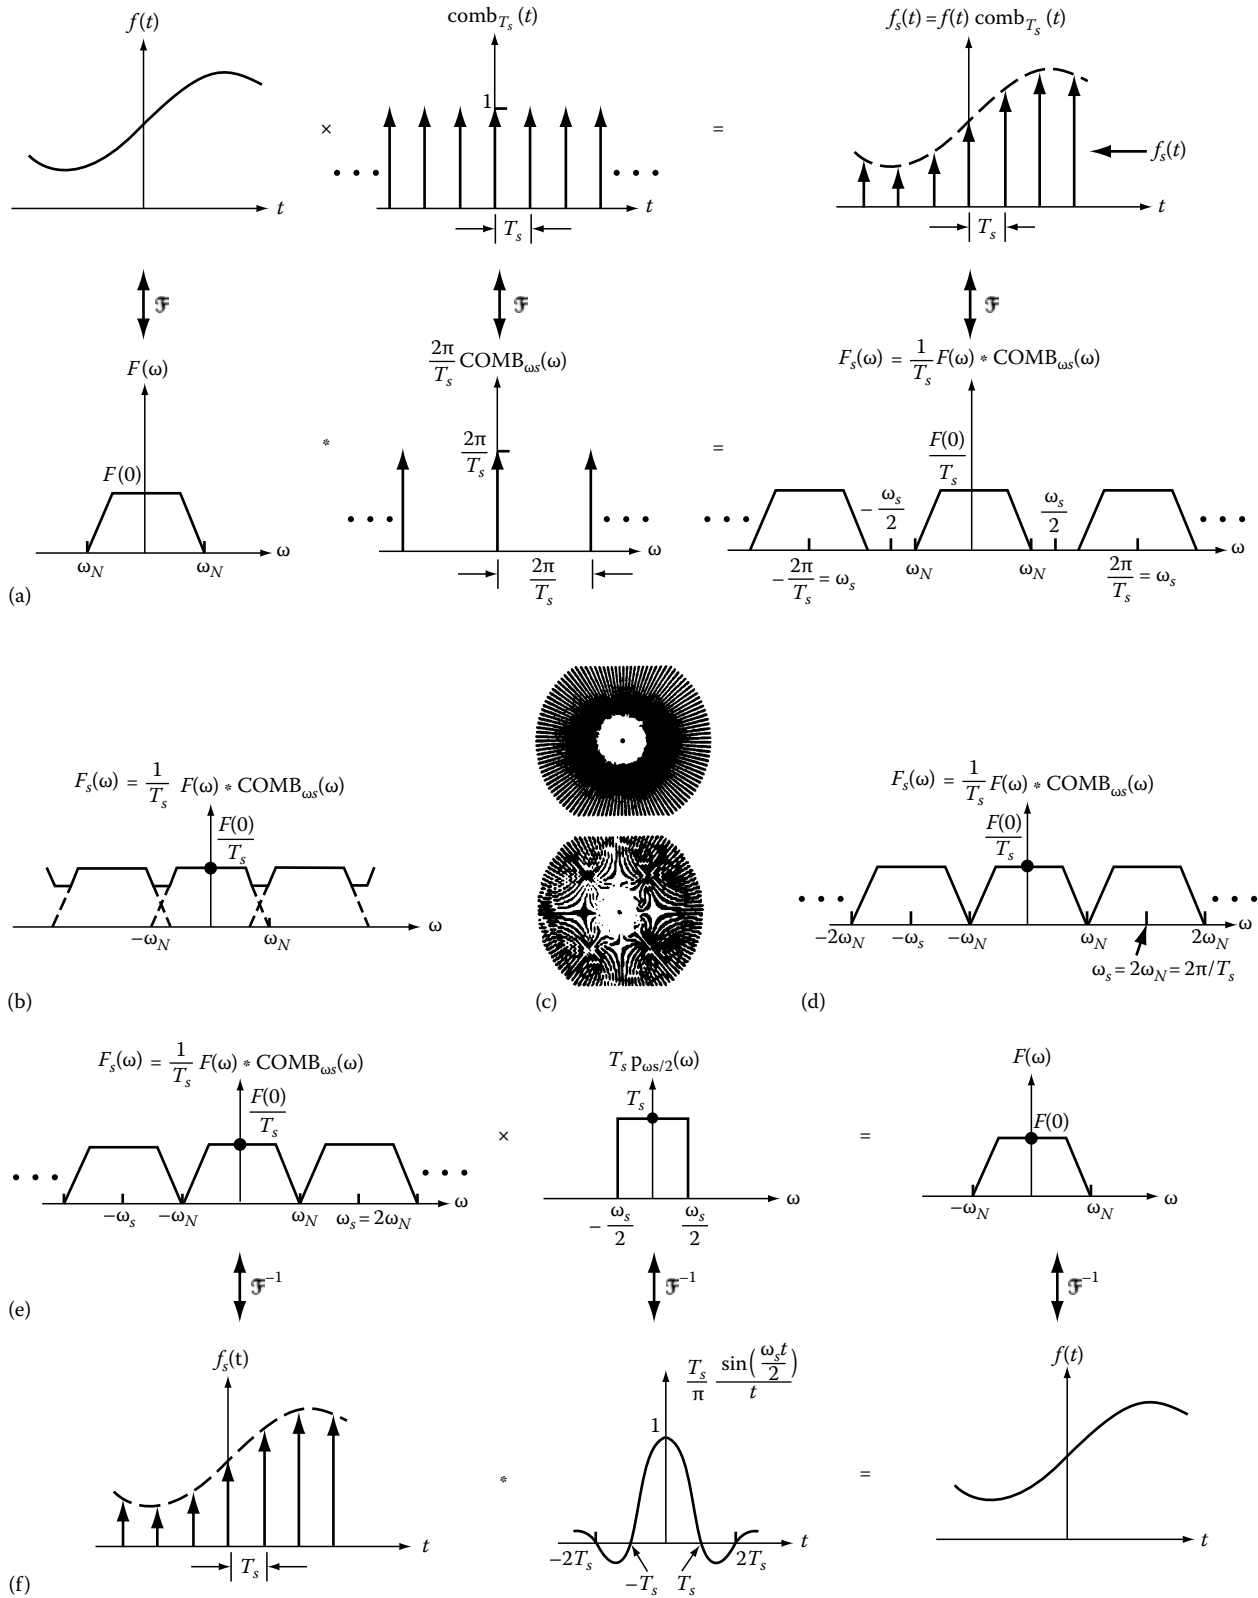 f(t)
comb_{T_s}(t)
f_s(t) = f(t) comb_{T_s}(t)
1
×
=
f_s(t)
t
t
t
T_s
T_s
𝔉
𝔉
𝔉
F(ω)
2π/T_s COMB_{ωs}(ω)
F_s(ω) = 1/T_s F(ω) * COMB_{ωs}(ω)
F(0)
*
2π/T_s
=
F(0)/T_s
-ω_s/2
ω_s/2
ω
ω
ω
ω_N
ω_N
2π/T_s
-2π/T_s = ω_s
ω_N
ω_N
2π/T_s = ω_s
(a)
F_s(ω) = 1/T_s F(ω) * COMB_{ωs}(ω)
F(0)/T_s
-ω_N
ω_N
ω
(b)
(c)
F_s(ω) = 1/T_s F(ω) * COMB_{ωs}(ω)
F(0)/T_s
-2ω_N
-ω_s
-ω_N
ω_N
2ω_N
ω
ω_s = 2ω_N = 2π/T_s
(d)
F_s(ω) = 1/T_s F(ω) * COMB_{ωs}(ω)
T_s p_{ωs/2}(ω)
F(ω)
F(0)/T_s
T_s
F(0)
×
=
-ω_s
-ω_N
ω_N
ω_s = 2ω_N
ω
-ω_s/2
ω_s/2
ω
-ω_N
ω_N
ω
𝔉^{-1}
𝔉^{-1}
𝔉^{-1}
(e)
f_s(t)
T_s/π sin(ω_s t/2)/t
f(t)
1
*
=
t
t
t
T_s
-2T_s
-T_s
T_s
2T_s
(f)